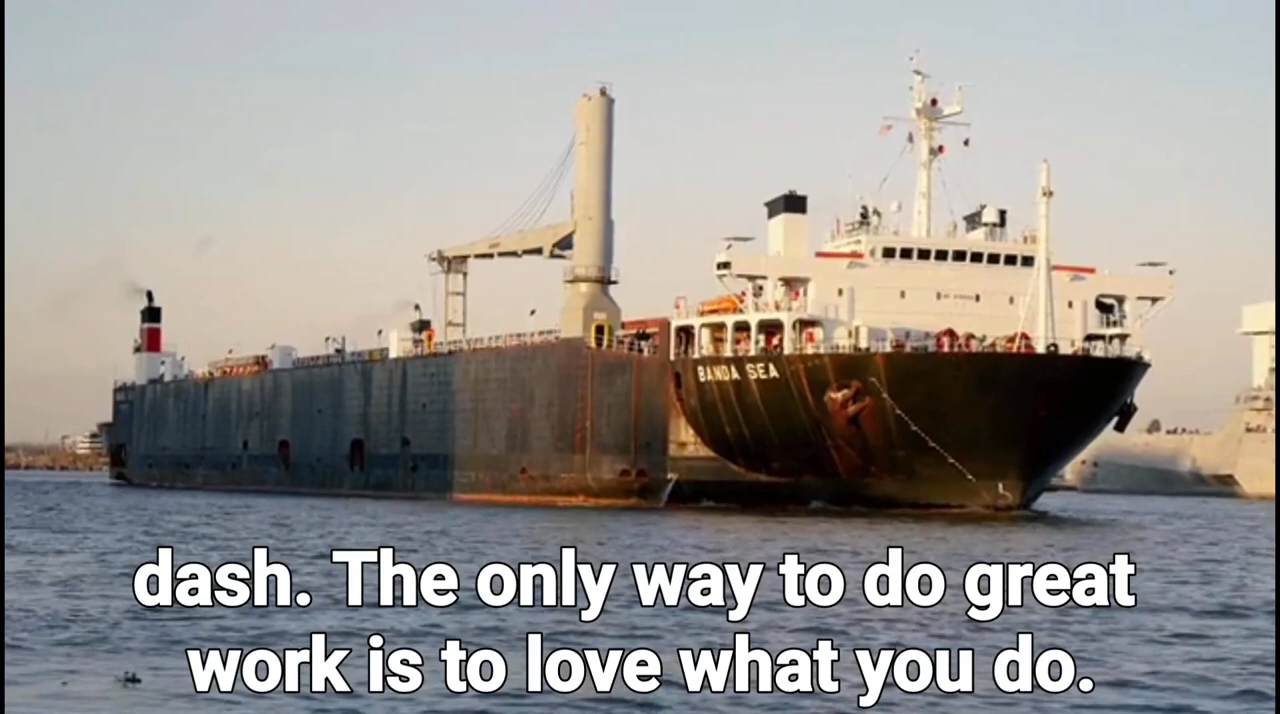 BANDA SEA
dash. The only way to do great
work is to love what you do.